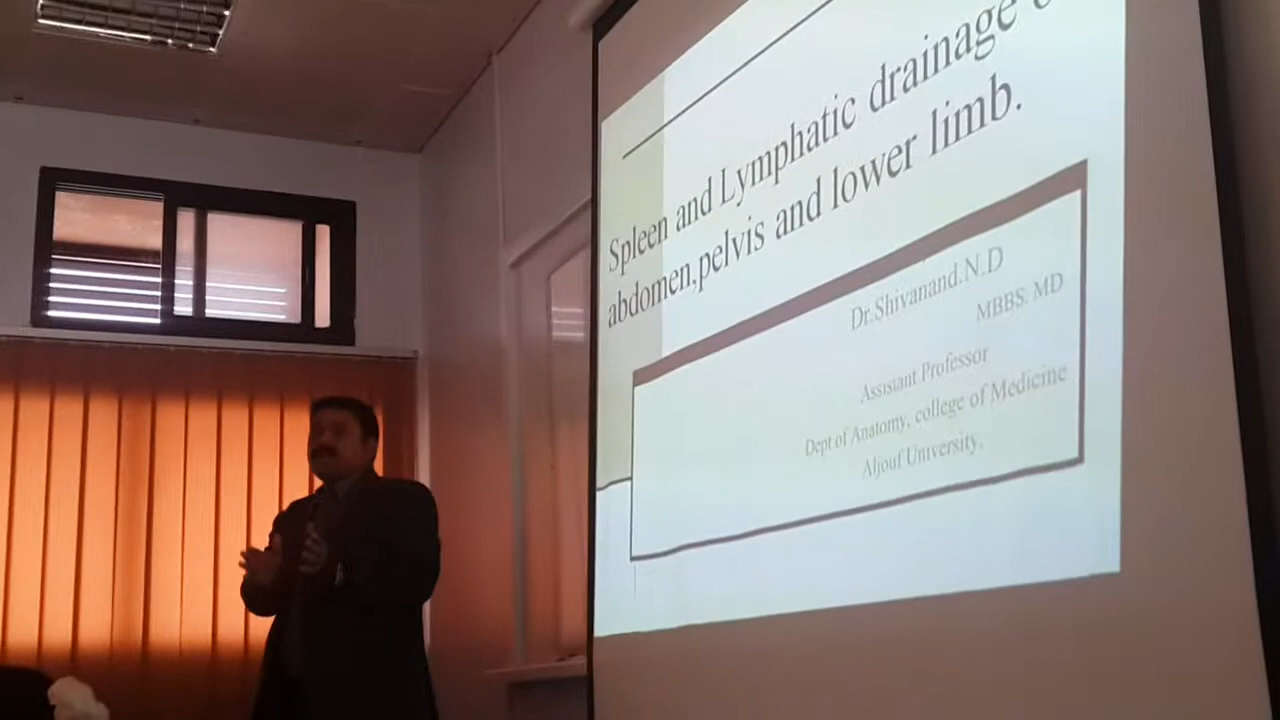 Spleen and Lymphatic drainage
abdomen,pelvis and lower limb.
Dr.Shivanand.N.D
MBBS. MD
Assistant Professor
Dept of Anatomy, college of Medicine
Aljouf University.